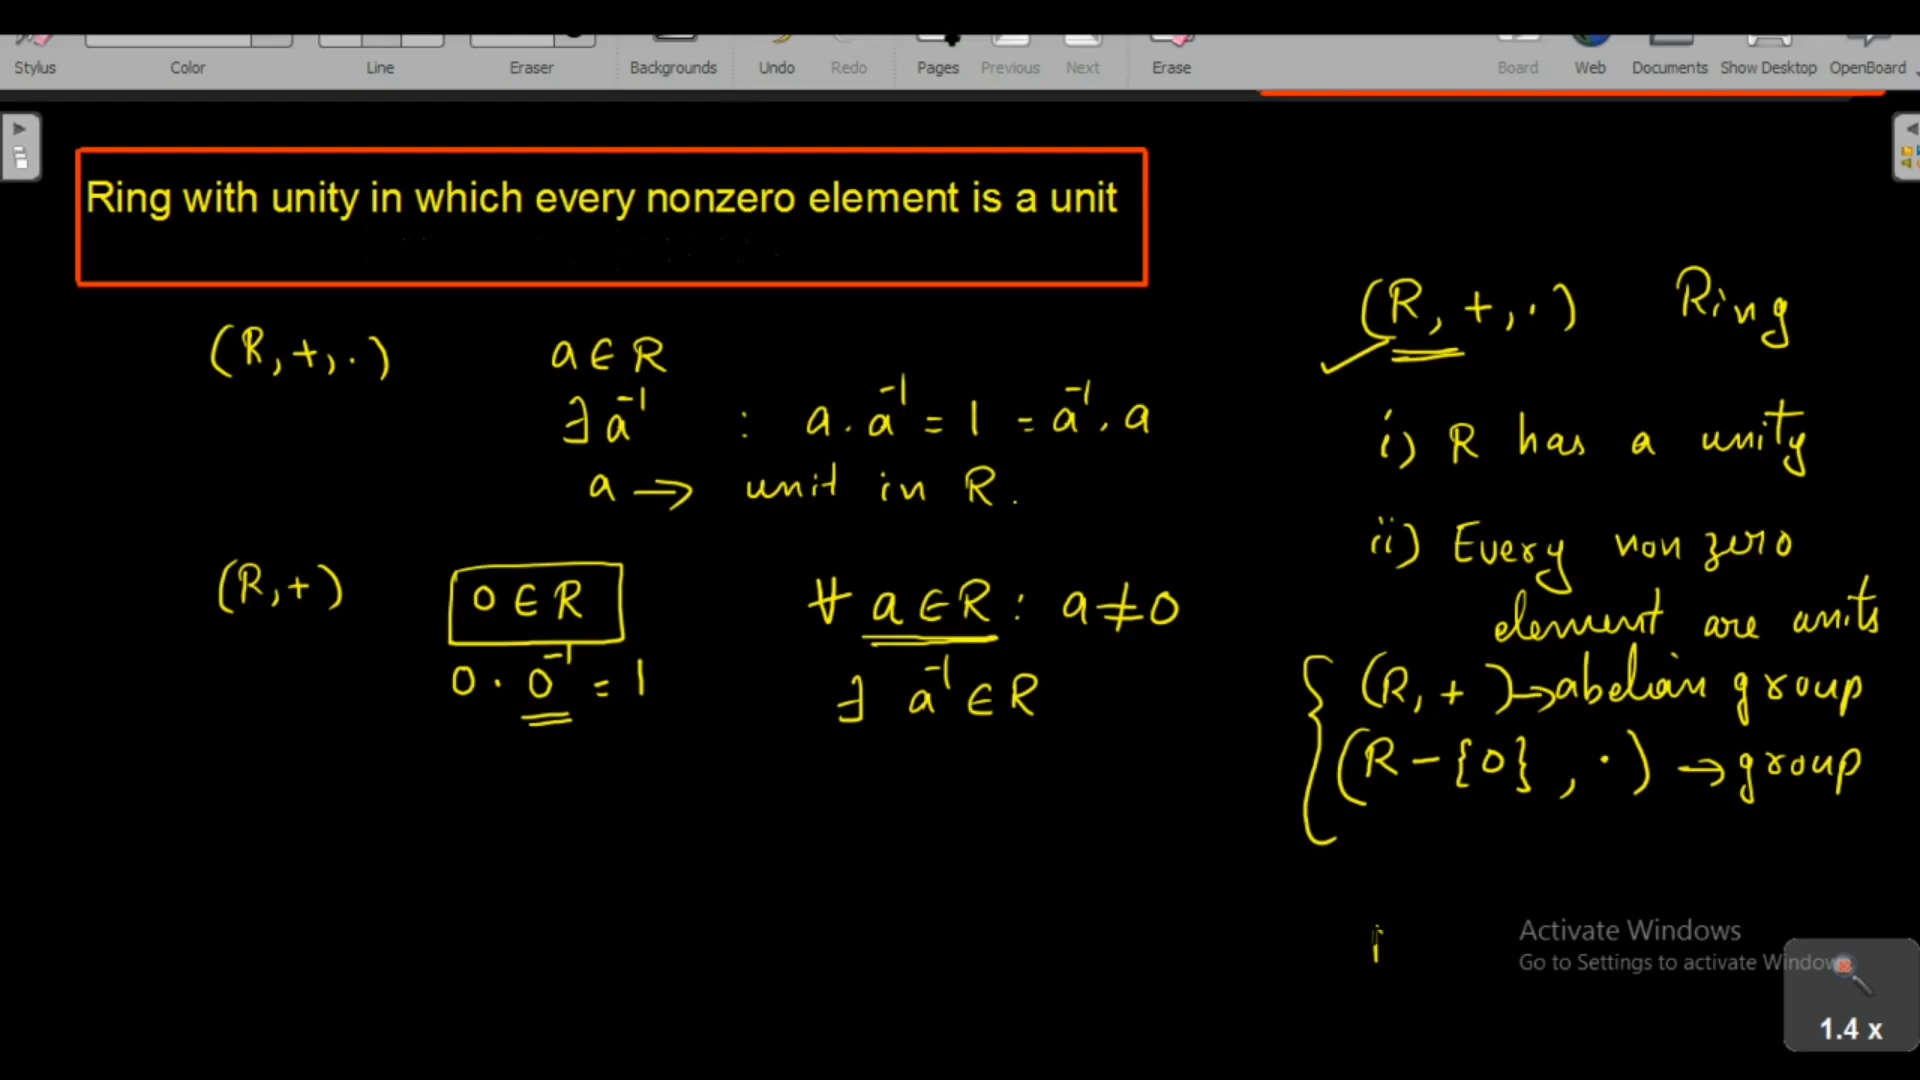 Stylus Color Line Eraser Backgrounds Undo Redo Pages Previous Next Erase Board Web Documents Show Desktop OpenBoard
Ring with unity in which every nonzero element is a unit
(R, +, ·)
a ∈ R
∃ a⁻¹ : a · a⁻¹ = 1 = a⁻¹ · a
a → unit in R.
(R, +)
0 ∈ R
0 · 0⁻¹ = 1
∀ a ∈ R : a ≠ 0
∃ a⁻¹ ∈ R
(R, +, ·) Ring
i) R has a unity
ii) Every non zero
element are units
(R, +) → abelian group
(R - {0}, ·) → group
Activate Windows
Go to Settings to activate Windows
1.4 x